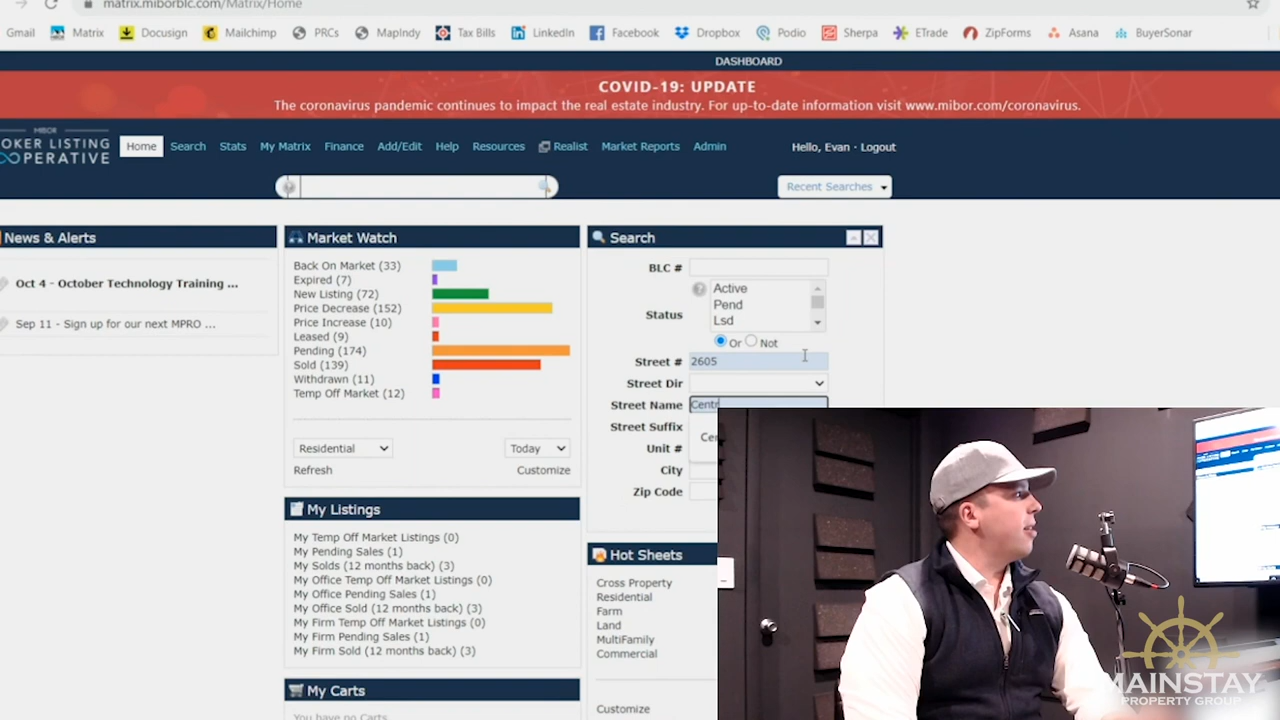 matrix.miborblc.com/Matrix/Home
Gmail Matrix Docusign Mailchimp PRCs MapIndy Tax Bills LinkedIn Facebook Dropbox Podio Sherpa ETrade ZipForms Asana BuyerSonar
DASHBOARD
COVID-19: UPDATE
The coronavirus pandemic continues to impact the real estate industry. For up-to-date information visit www.mibor.com/coronavirus.
MIBOR
OKER LISTING
OPERATIVE
Home Search Stats My Matrix Finance Add/Edit Help Resources Realist Market Reports Admin
Hello, Evan · Logout
Recent Searches
News & Alerts
Oct 4 - October Technology Training ...
Sep 11 - Sign up for our next MPRO ...
Market Watch
Back On Market (33)
Expired (7)
New Listing (72)
Price Decrease (152)
Price Increase (10)
Leased (9)
Pending (174)
Sold (139)
Withdrawn (11)
Temp Off Market (12)
Residential Today
Refresh Customize
My Listings
My Temp Off Market Listings (0)
My Pending Sales (1)
My Solds (12 months back) (3)
My Office Temp Off Market Listings (0)
My Office Pending Sales (1)
My Office Sold (12 months back) (3)
My Firm Temp Off Market Listings (0)
My Firm Pending Sales (1)
My Firm Sold (12 months back) (3)
My Carts
You have no Carts
Search
BLC #
Status
Active
Pend
Lsd
Or Not
Street # 2605
Street Dir
Street Name Centr
Street Suffix Ce
Unit #
City
Zip Code
Hot Sheets
Cross Property
Residential
Farm
Land
MultiFamily
Commercial
Customize
MAINSTAY
PROPERTY GROUP